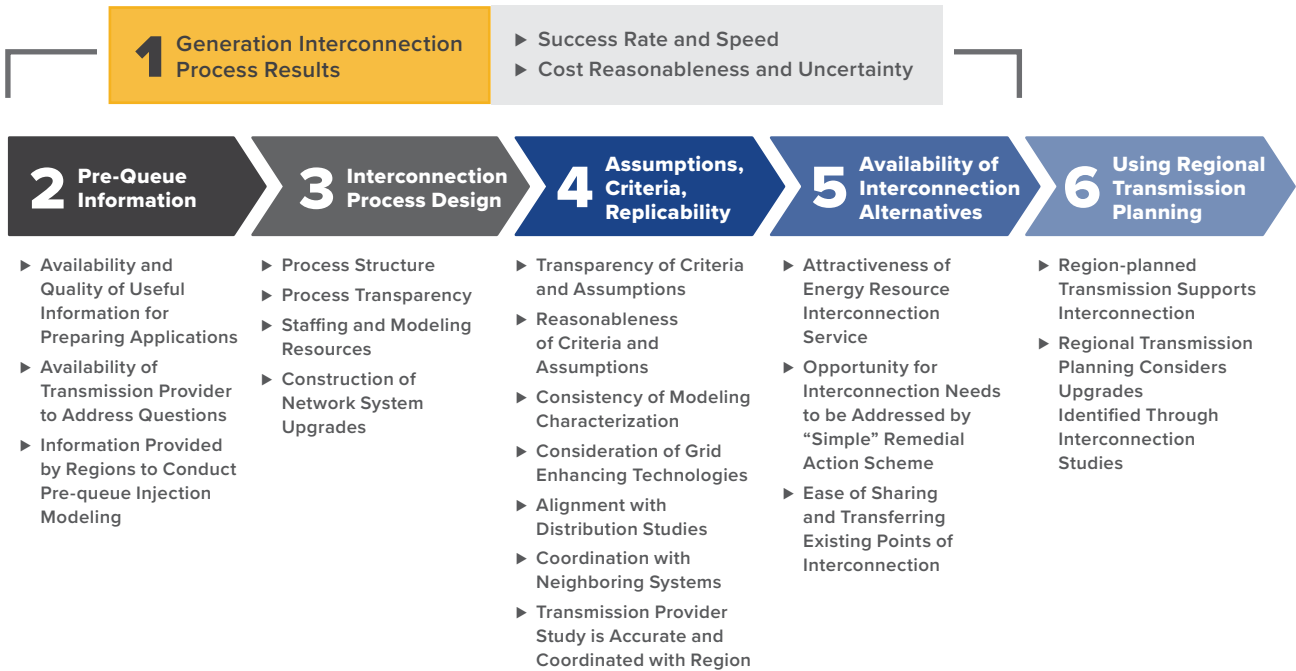 1 Generation Interconnection
Process Results
▶ Success Rate and Speed
▶ Cost Reasonableness and Uncertainty
2 Pre-Queue
Information
▶ Availability and
Quality of Useful
Information for
Preparing Applications
▶ Availability of
Transmission Provider
to Address Questions
▶ Information Provided
by Regions to Conduct
Pre-queue Injection
Modeling
3 Interconnection
Process Design
▶ Process Structure
▶ Process Transparency
▶ Staffing and Modeling
Resources
▶ Construction of
Network System
Upgrades
4 Assumptions,
Criteria,
Replicability
▶ Transparency of Criteria
and Assumptions
▶ Reasonableness
of Criteria and
Assumptions
▶ Consistency of Modeling
Characterization
▶ Consideration of Grid
Enhancing Technologies
▶ Alignment with
Distribution Studies
▶ Coordination with
Neighboring Systems
▶ Transmission Provider
Study is Accurate and
Coordinated with Region
5 Availability of
Interconnection
Alternatives
▶ Attractiveness of
Energy Resource
Interconnection
Service
▶ Opportunity for
Interconnection Needs
to be Addressed by
“Simple” Remedial
Action Scheme
▶ Ease of Sharing
and Transferring
Existing Points of
Interconnection
6 Using Regional
Transmission
Planning
▶ Region-planned
Transmission Supports
Interconnection
▶ Regional Transmission
Planning Considers
Upgrades
Identified Through
Interconnection
Studies